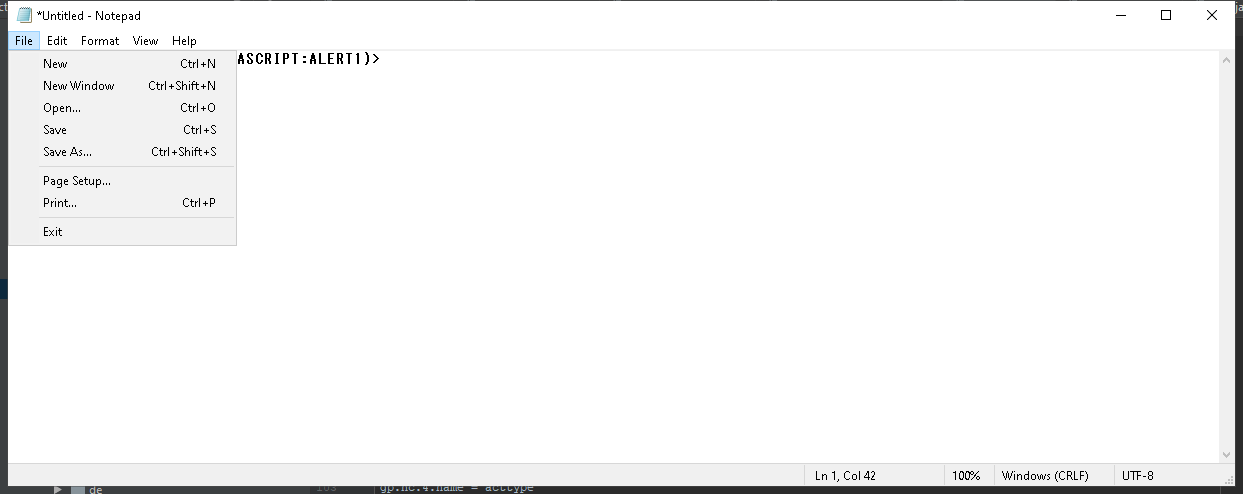 *Untitled - Notepad
File Edit Format View Help
ASCRIPT:ALERT1)>
New Ctrl+N
New Window Ctrl+Shift+N
Open... Ctrl+O
Save Ctrl+S
Save As... Ctrl+Shift+S
Page Setup...
Print... Ctrl+P
Exit
Ln 1, Col 42 100% Windows (CRLF) UTF-8
de gp.nc.4.name = acctype